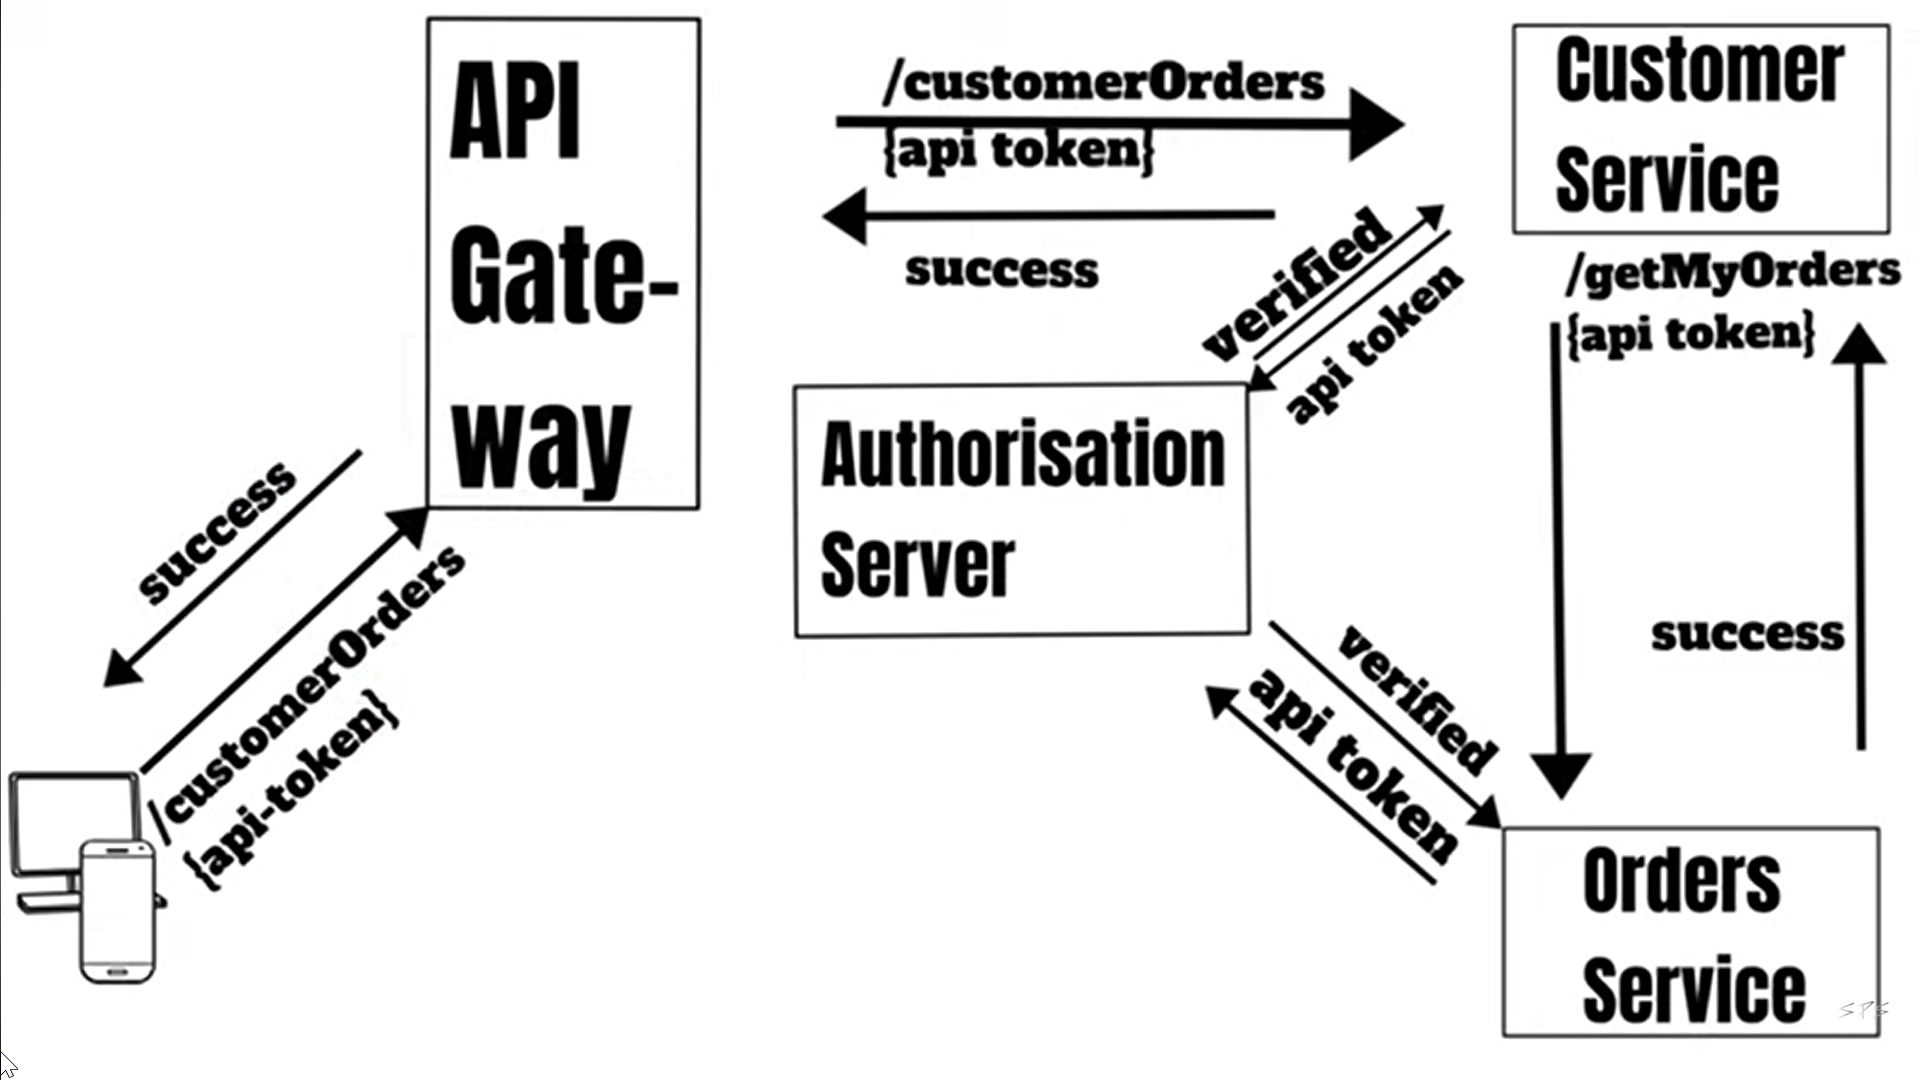 API
Gate-
way
/customerOrders
{api token}
success
Customer
Service
verified
api token
/getMyOrders
{api token}
Authorisation
Server
success
/customerOrders
{api-token}
success
verified
api token
Orders
Service
SPS